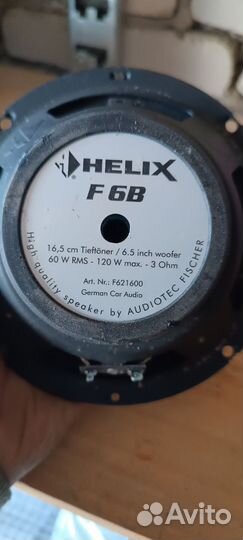 HELIX
F 6B
16,5 cm Tieftöner / 6.5 inch woofer
60 W RMS - 120 W max. - 3 Ohm
Art. Nr.: F621600
German Car Audio
High quality speaker by AUDIOTEC FISCHER
Avito